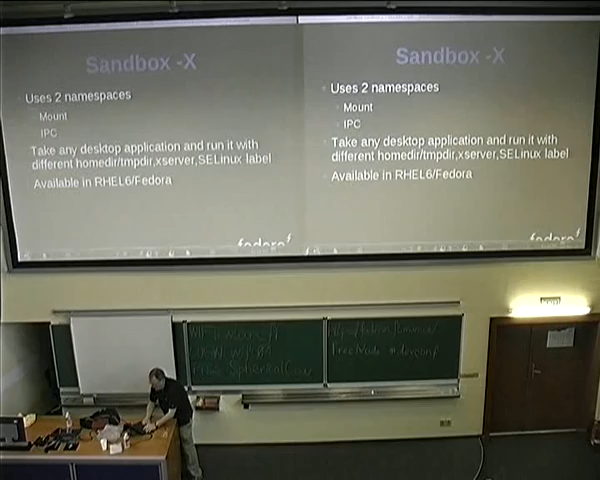 Sandbox -X
Uses 2 namespaces
Mount
IPC
Take any desktop application and run it with
different homedir/tmpdir,xserver,SELinux label
Available in RHEL6/Fedora
fedora
Sandbox -X
Uses 2 namespaces
Mount
IPC
Take any desktop application and run it with
different homedir/tmpdir,xserver,SELinux label
Available in RHEL6/Fedora
fedora
#devconf